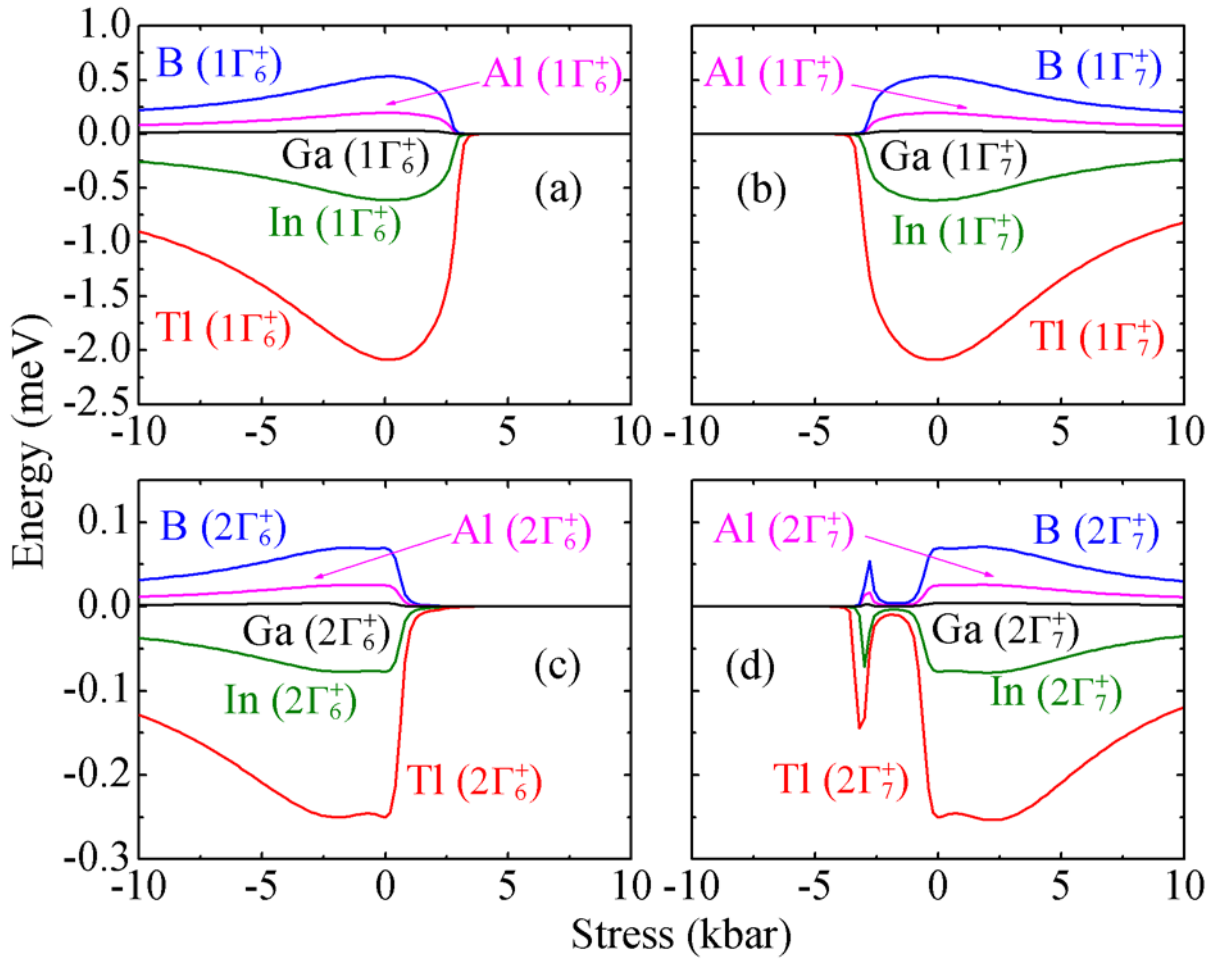 1.0
0.5
0.0
-0.5
-1.0
-1.5
-2.0
-2.5
B (1Γ₆⁺)
Al (1Γ₆⁺)
Ga (1Γ₆⁺)
In (1Γ₆⁺)
Tl (1Γ₆⁺)
(a)
-10 -5 0 5 10
Al (1Γ₇⁺)
B (1Γ₇⁺)
Ga (1Γ₇⁺)
(b)
In (1Γ₇⁺)
Tl (1Γ₇⁺)
-5 0 5 10
Energy (meV)
0.1
0.0
-0.1
-0.2
-0.3
B (2Γ₆⁺)
Al (2Γ₆⁺)
Ga (2Γ₆⁺)
(c)
In (2Γ₆⁺)
Tl (2Γ₆⁺)
-10 -5 0 5 10
Al (2Γ₇⁺)
B (2Γ₇⁺)
Ga (2Γ₇⁺)
(d)
In (2Γ₇⁺)
Tl (2Γ₇⁺)
-10 -5 0 5 10
Stress (kbar)